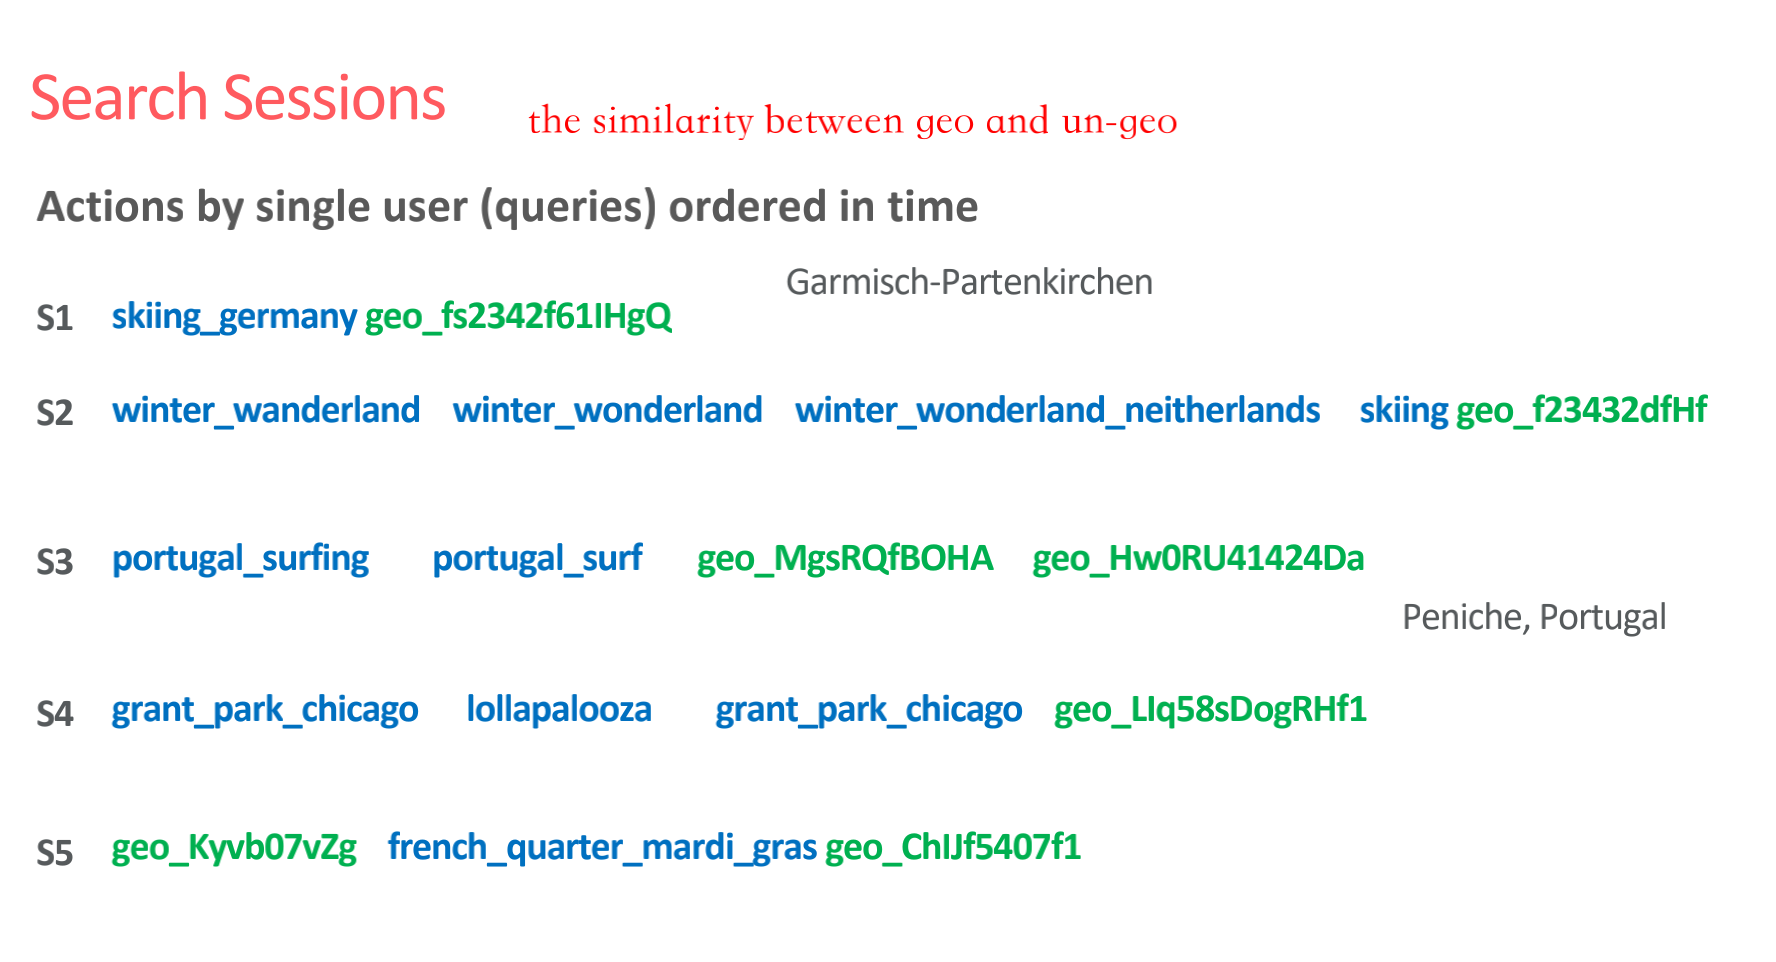 Search Sessions
the similarity between geo and un-geo
Actions by single user (queries) ordered in time
Garmisch-Partenkirchen
S1 skiing_germany geo_fs2342f61IHgQ
S2 winter_wanderland winter_wonderland winter_wonderland_neitherlands skiing geo_f23432dfHf
S3 portugal_surfing portugal_surf geo_MgsRQfBOHA geo_Hw0RU41424Da
Peniche, Portugal
S4 grant_park_chicago lollapalooza grant_park_chicago geo_LIq58sDogRHf1
S5 geo_Kyvb07vZg french_quarter_mardi_gras geo_ChIJf5407f1